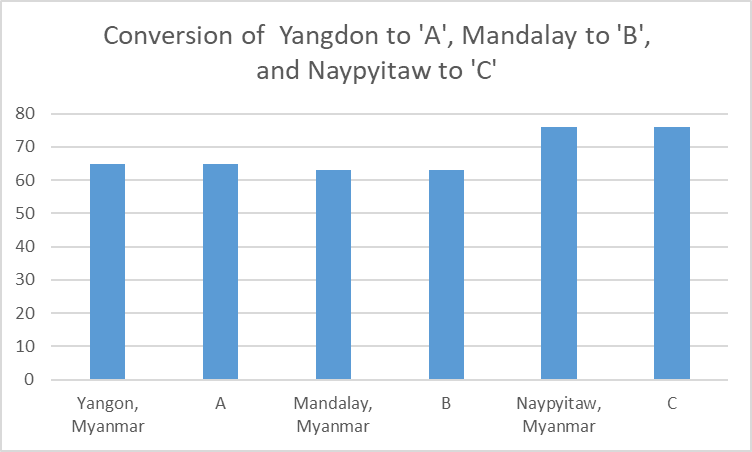 Conversion of  Yangdon to 'A', Mandalay to 'B',
and Naypyitaw to 'C'
80
70
60
50
40
30
20
10
0
Yangon, Myanmar
A
Mandalay, Myanmar
B
Naypyitaw, Myanmar
C